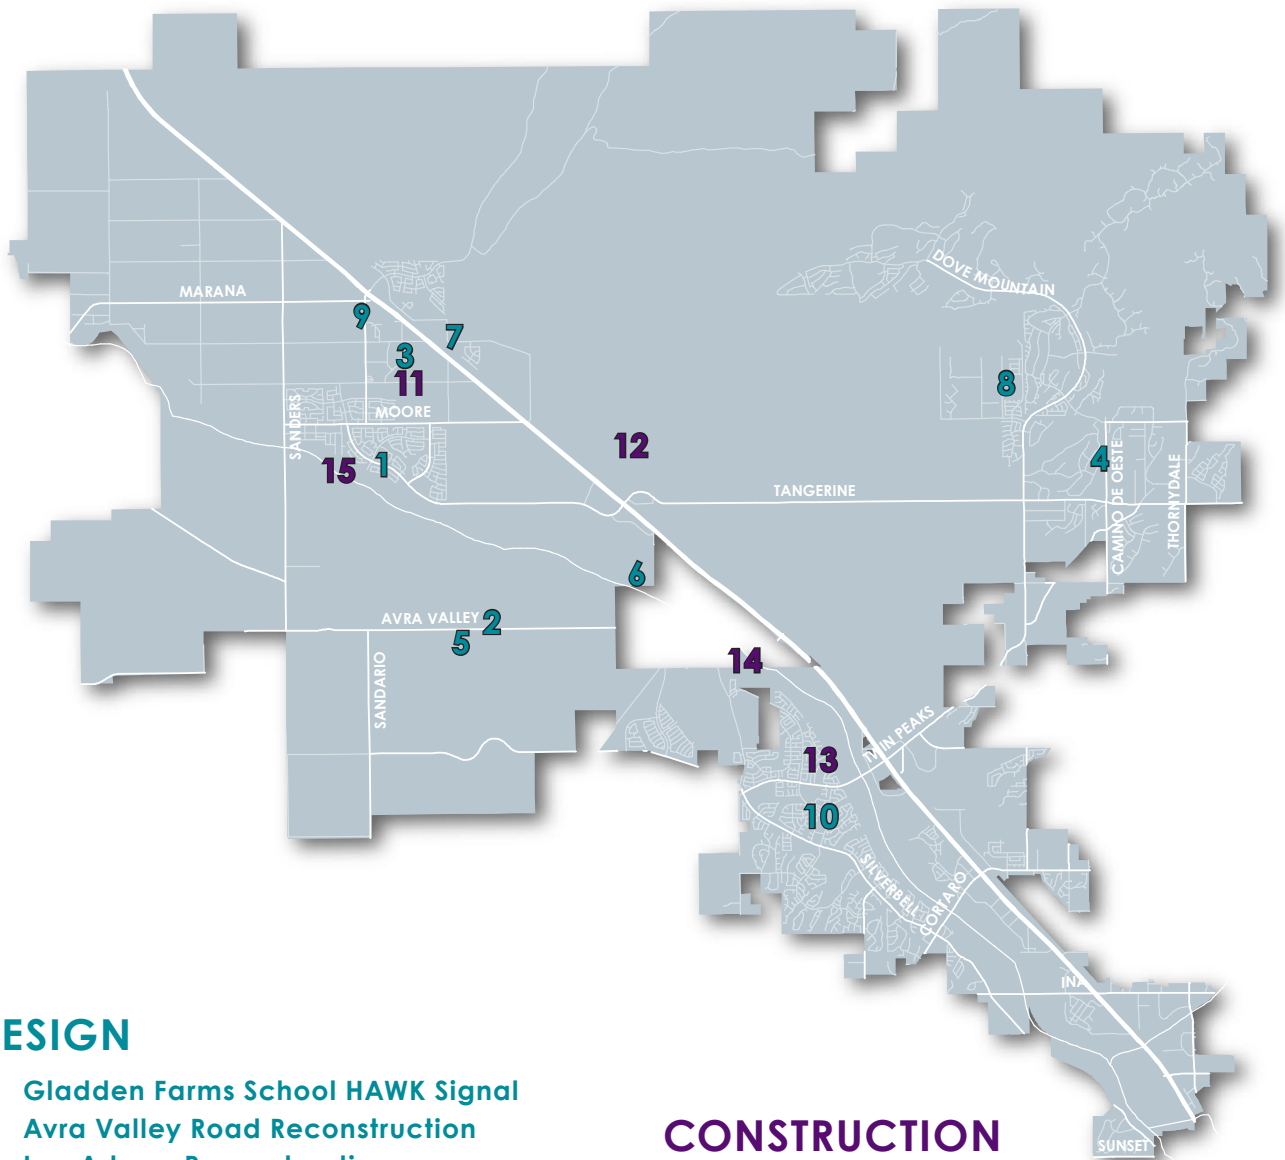 DOVE MOUNTAIN
MARANA
9
7
3
11
8
MOORE
SANDERS
12
15
1
4
TANGERINE
CAMINO DE OESTE
THORNYDALE
6
AVRA VALLEY
2
5
14
SANDARIO
TWIN PEAKS
13
10
SILVERBELL
CORTARO
INA
ESIGN
Gladden Farms School HAWK Signal
Avra Valley Road Reconstruction
CONSTRUCTION
SUNSET